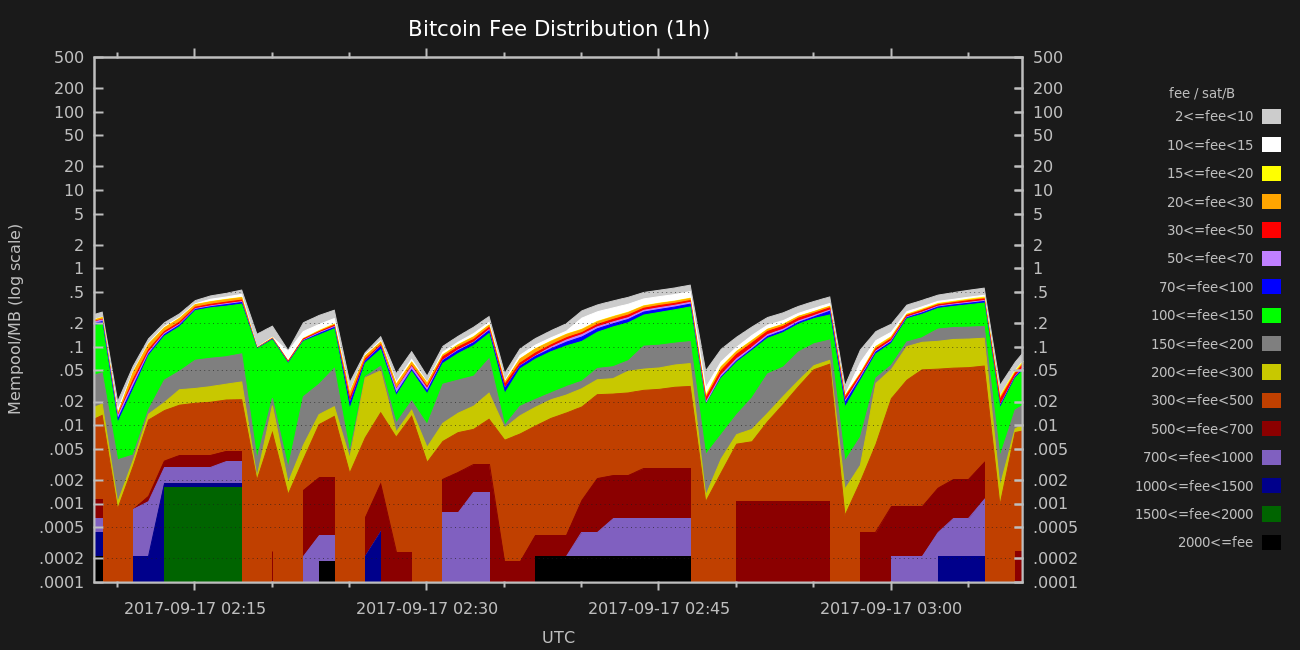 Bitcoin Fee Distribution (1h)
Mempool/MB (log scale)
500
200
100
50
20
10
5
2
1
.5
.2
.1
.05
.02
.01
.005
.002
.001
.0005
.0002
.0001
500
200
100
50
20
10
5
2
1
.5
.2
.1
.05
.02
.01
.005
.002
.001
.0005
.0002
.0001
2017-09-17 02:15
2017-09-17 02:30
2017-09-17 02:45
2017-09-17 03:00
UTC
fee / sat/B
2<=fee<10
10<=fee<15
15<=fee<20
20<=fee<30
30<=fee<50
50<=fee<70
70<=fee<100
100<=fee<150
150<=fee<200
200<=fee<300
300<=fee<500
500<=fee<700
700<=fee<1000
1000<=fee<1500
1500<=fee<2000
2000<=fee